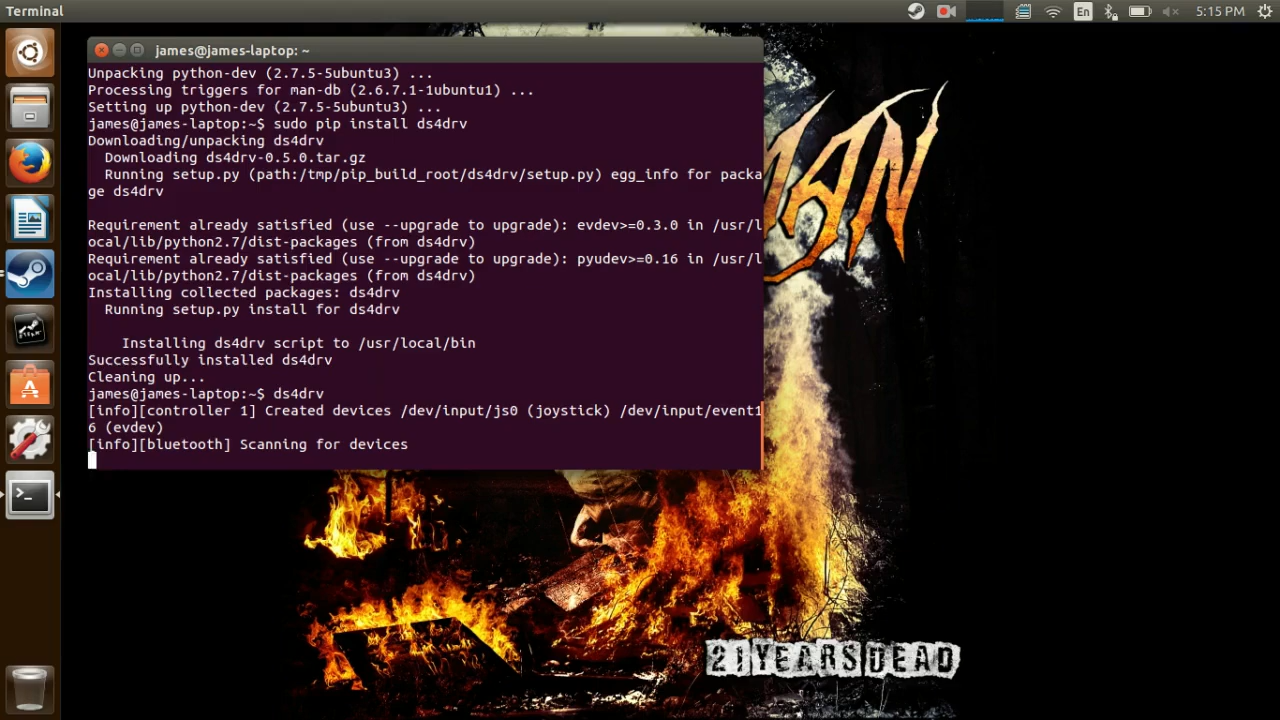 Terminal
En
5:15 PM
james@james-laptop: ~
Unpacking python-dev (2.7.5-5ubuntu3) ...
Processing triggers for man-db (2.6.7.1-1ubuntu1) ...
Setting up python-dev (2.7.5-5ubuntu3) ...
james@james-laptop:~$ sudo pip install ds4drv
Downloading/unpacking ds4drv
  Downloading ds4drv-0.5.0.tar.gz
  Running setup.py (path:/tmp/pip_build_root/ds4drv/setup.py) egg_info for packa
ge ds4drv
Requirement already satisfied (use --upgrade to upgrade): evdev>=0.3.0 in /usr/l
ocal/lib/python2.7/dist-packages (from ds4drv)
Requirement already satisfied (use --upgrade to upgrade): pyudev>=0.16 in /usr/l
ocal/lib/python2.7/dist-packages (from ds4drv)
Installing collected packages: ds4drv
  Running setup.py install for ds4drv
    Installing ds4drv script to /usr/local/bin
Successfully installed ds4drv
Cleaning up...
james@james-laptop:~$ ds4drv
[info][controller 1] Created devices /dev/input/js0 (joystick) /dev/input/event1
6 (evdev)
[info][bluetooth] Scanning for devices
MAN
21 YEARS DEAD